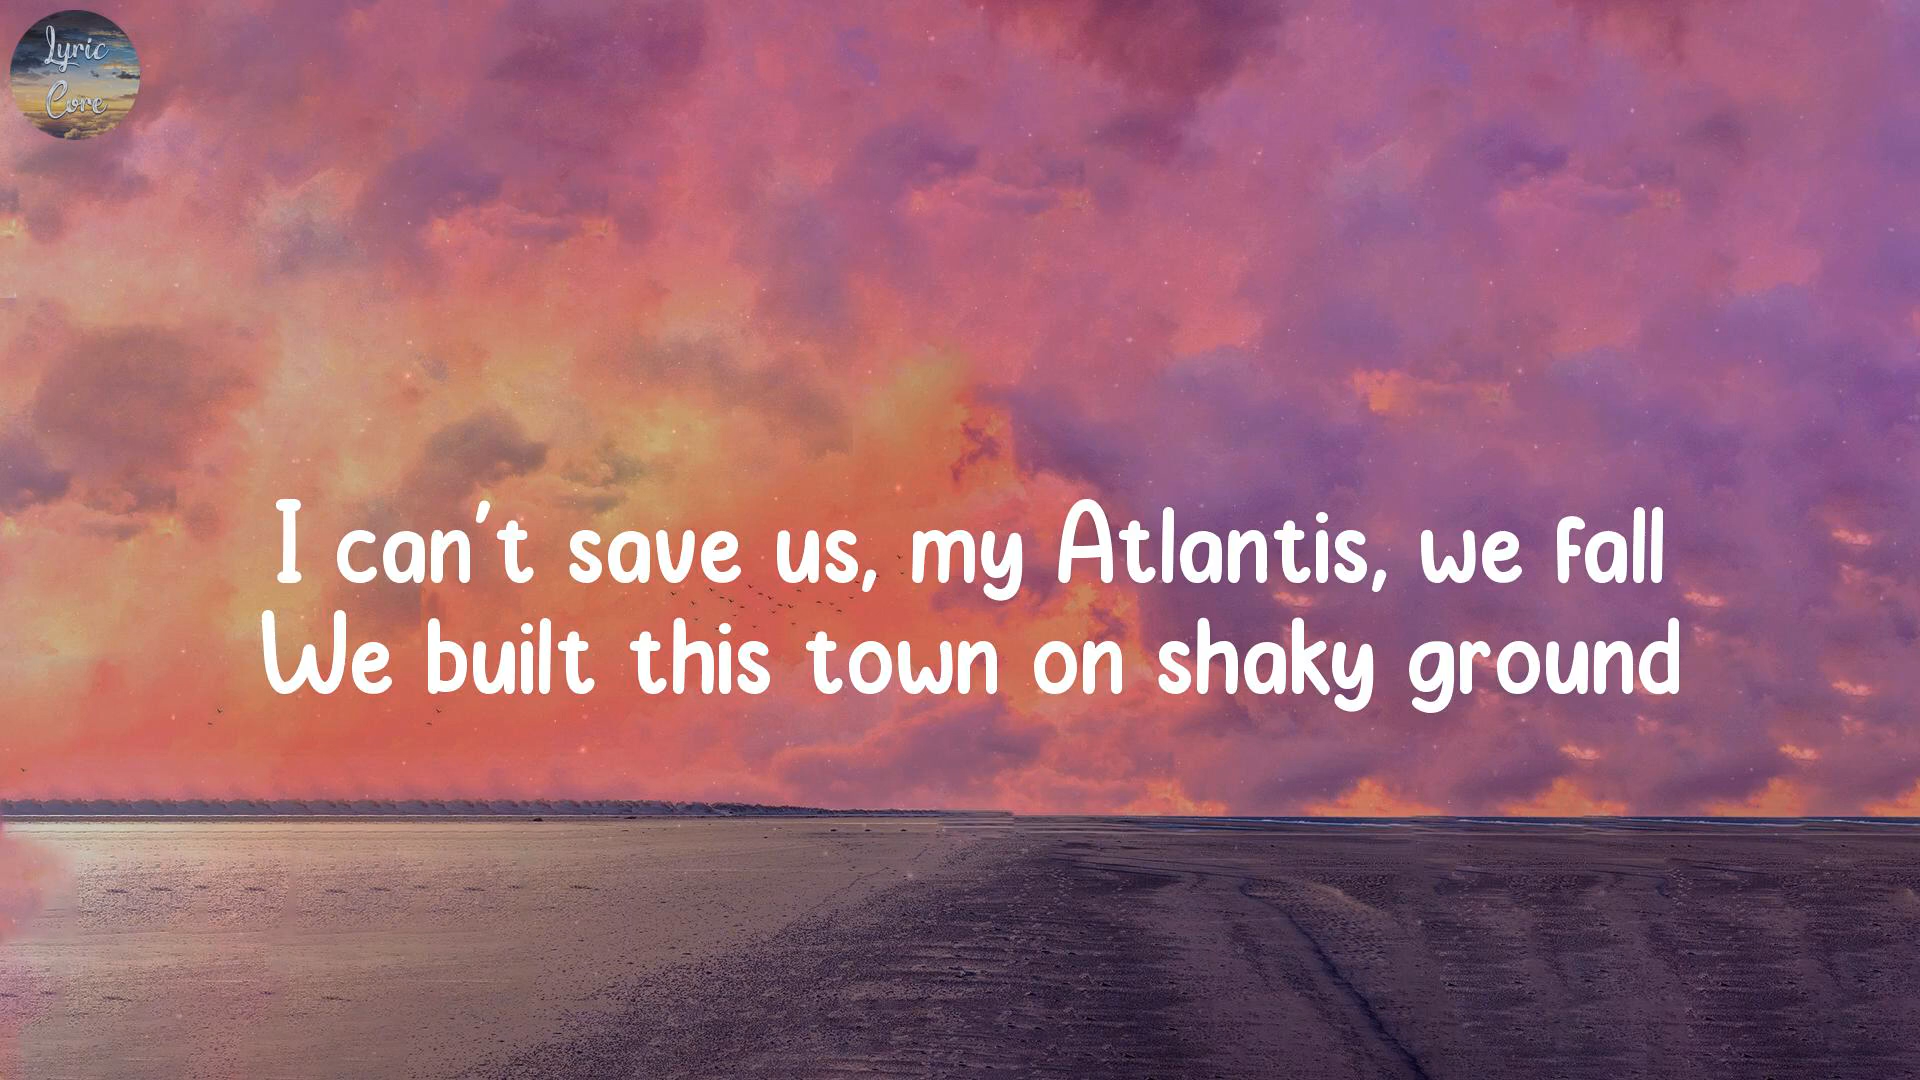 Lyric
Core
I can't save us, my Atlantis, we fall
We built this town on shaky ground